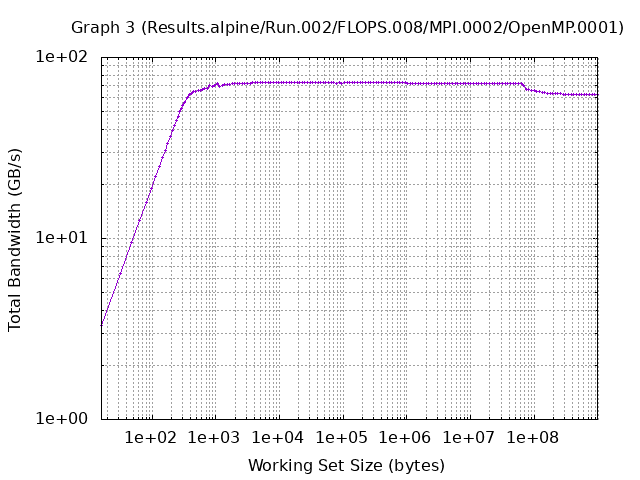 Graph 3 (Results.alpine/Run.002/FLOPS.008/MPI.0002/OpenMP.0001)
1e+02
1e+01
1e+00
Total Bandwidth (GB/s)
1e+02 1e+03 1e+04 1e+05 1e+06 1e+07 1e+08
Working Set Size (bytes)